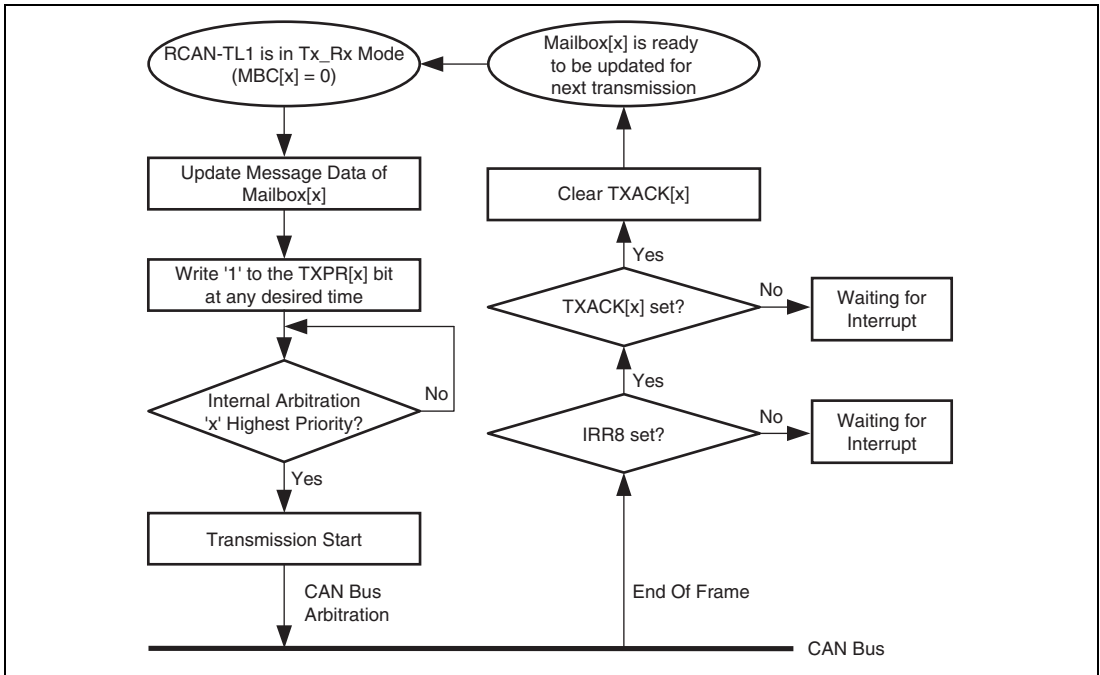 RCAN-TL1 is in Tx_Rx Mode
(MBC[x] = 0)
Update Message Data of
Mailbox[x]
Write '1' to the TXPR[x] bit
at any desired time
Internal Arbitration
'x' Highest Priority?
No
Yes
Transmission Start
CAN Bus
Arbitration
Mailbox[x] is ready
to be updated for
next transmission
Clear TXACK[x]
Yes
TXACK[x] set?
No
Waiting for
Interrupt
Yes
IRR8 set?
No
Waiting for
Interrupt
End Of Frame
CAN Bus